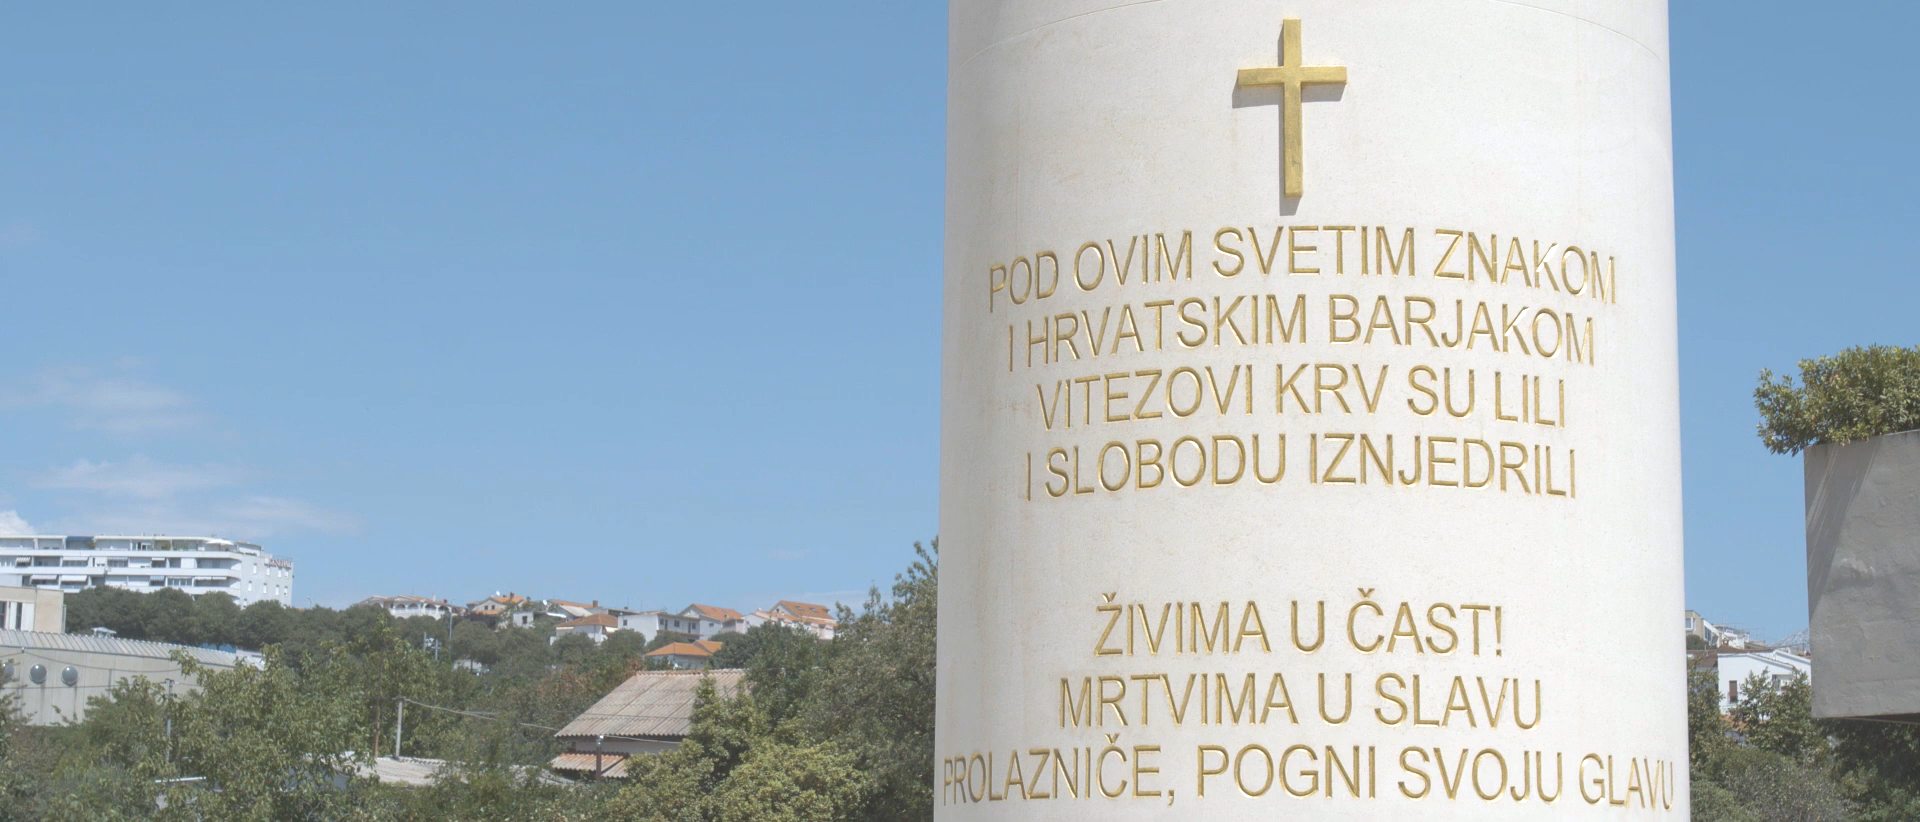 POD OVIM SVETIM ZNAKOM
I HRVATSKIM BARJAKOM
VITEZOVI KRV SU LILI
I SLOBODU IZNJEDRILI
ŽIVIMA U ČAST!
MRTVIMA U SLAVU
PROLAZNIČE, POGNI SVOJU GLAVU